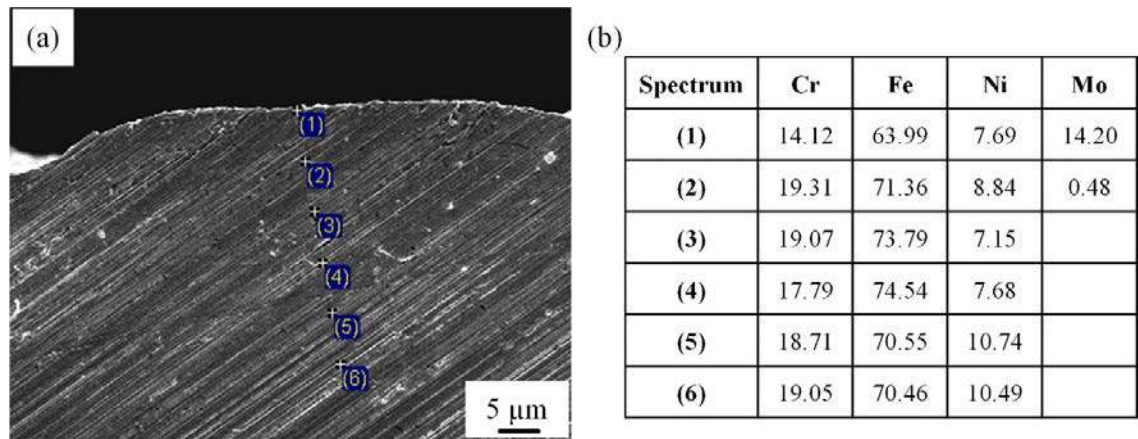 (a)
(1)
(2)
(3)
(4)
(5)
(6)
5 μm
(b)
Spectrum Cr Fe Ni Mo
(1) 14.12 63.99 7.69 14.20
(2) 19.31 71.36 8.84 0.48
(3) 19.07 73.79 7.15
(4) 17.79 74.54 7.68
(5) 18.71 70.55 10.74
(6) 19.05 70.46 10.49